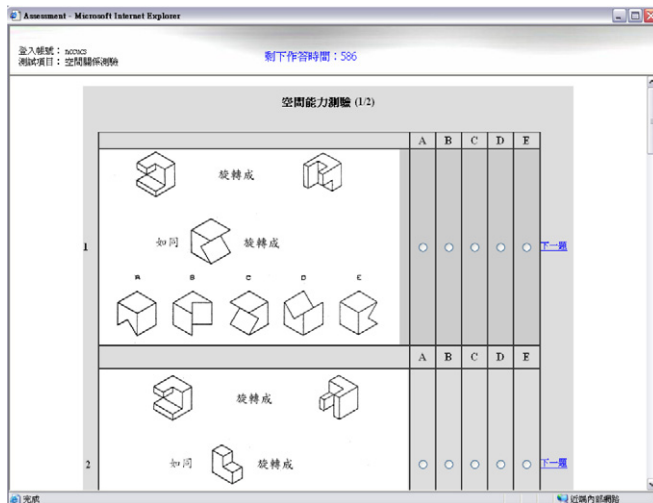 Assessment - Microsoft Internet Explorer
登入帳號： nccucs
測試項目： 空間關係測驗
剩下作答時間：586
空間能力測驗 (1/2)
A B C D E
旋轉成
1 如同 旋轉成 下一題
A B C D E
A B C D E
旋轉成
2 如同 旋轉成 下一題
完成 近端內部網路